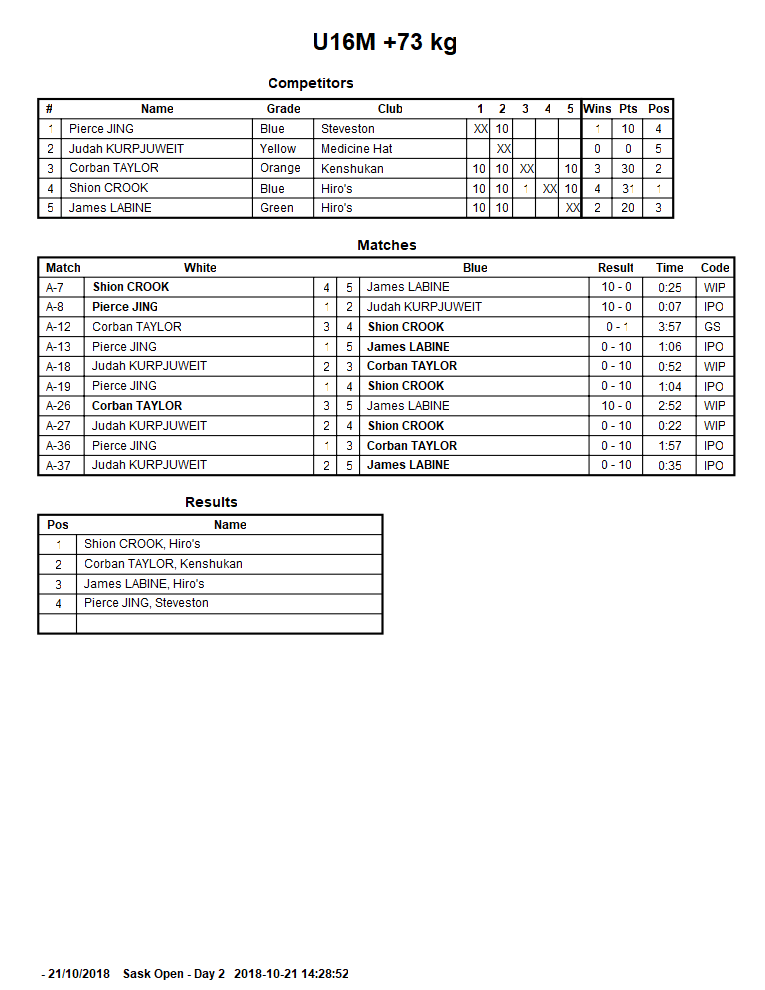 U16M +73 kg
Competitors
# Name Grade Club 1 2 3 4 5 Wins Pts Pos
1 Pierce JING Blue Steveston XX 10 1 10 4
2 Judah KURPJUWEIT Yellow Medicine Hat XX 0 0 5
3 Corban TAYLOR Orange Kenshukan 10 10 XX 10 3 30 2
4 Shion CROOK Blue Hiro's 10 10 1 XX 10 4 31 1
5 James LABINE Green Hiro's 10 10 XX 2 20 3
Matches
Match White Blue Result Time Code
A-7 Shion CROOK 4 5 James LABINE 10 - 0 0:25 WIP
A-8 Pierce JING 1 2 Judah KURPJUWEIT 10 - 0 0:07 IPO
A-12 Corban TAYLOR 3 4 Shion CROOK 0 - 1 3:57 GS
A-13 Pierce JING 1 5 James LABINE 0 - 10 1:06 IPO
A-18 Judah KURPJUWEIT 2 3 Corban TAYLOR 0 - 10 0:52 WIP
A-19 Pierce JING 1 4 Shion CROOK 0 - 10 1:04 IPO
A-26 Corban TAYLOR 3 5 James LABINE 10 - 0 2:52 WIP
A-27 Judah KURPJUWEIT 2 4 Shion CROOK 0 - 10 0:22 WIP
A-36 Pierce JING 1 3 Corban TAYLOR 0 - 10 1:57 IPO
A-37 Judah KURPJUWEIT 2 5 James LABINE 0 - 10 0:35 IPO
Results
Pos Name
1 Shion CROOK, Hiro's
2 Corban TAYLOR, Kenshukan
3 James LABINE, Hiro's
4 Pierce JING, Steveston
- 21/10/2018 Sask Open - Day 2 2018-10-21 14:28:52